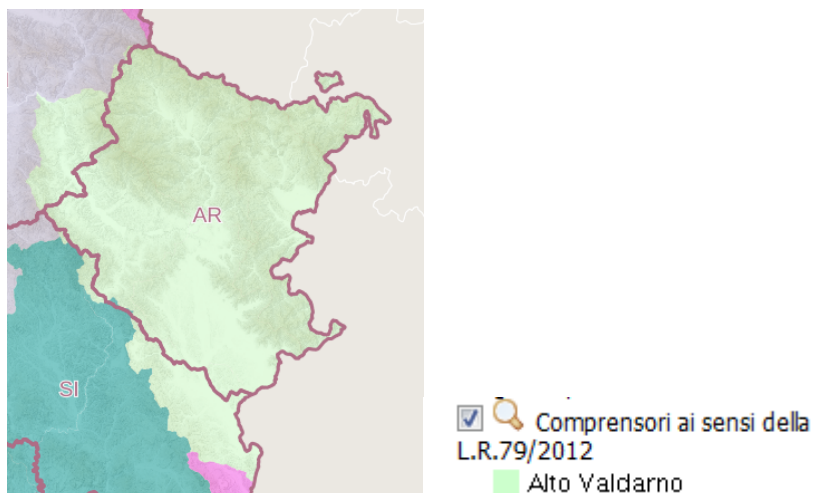 AR
SI
Comprensori ai sensi della
L.R.79/2012
Alto Valdarno